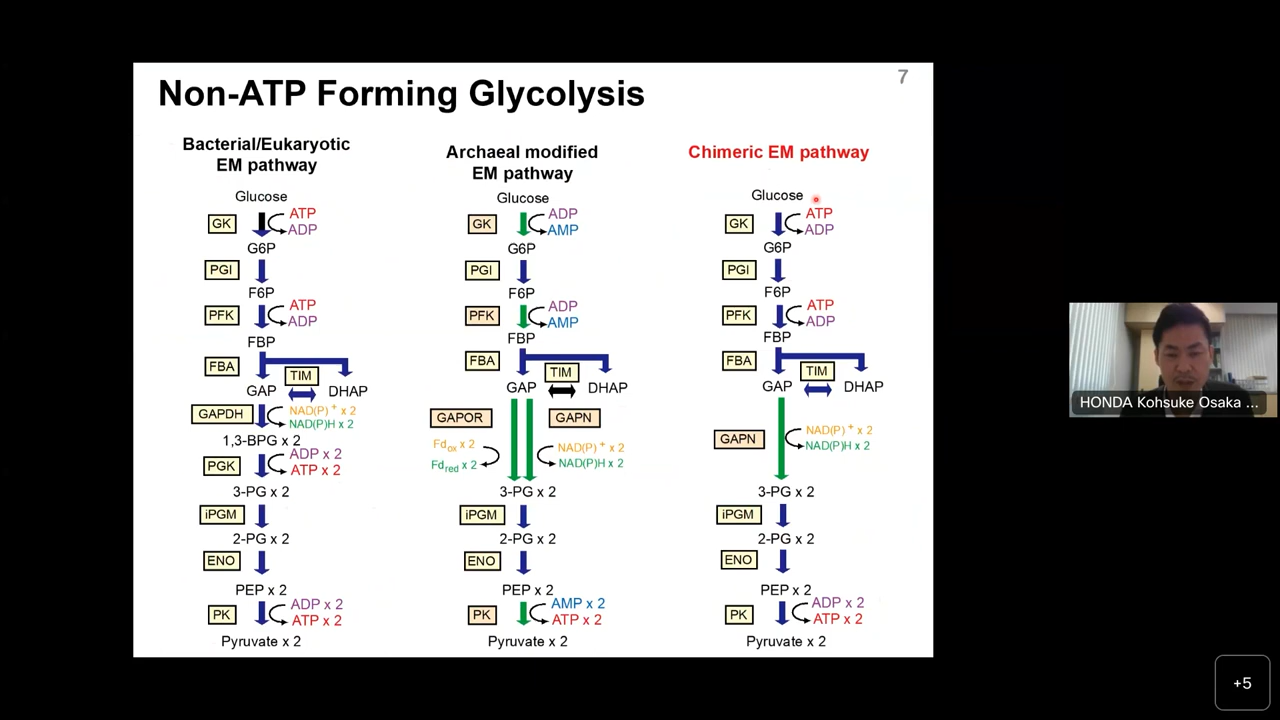 7
Non-ATP Forming Glycolysis
Bacterial/Eukaryotic
EM pathway
Glucose
GK
ATP
ADP
G6P
PGI
F6P
PFK
ATP
ADP
FBP
FBA
TIM
GAP
DHAP
GAPDH
NAD(P)+ x 2
NAD(P)H x 2
1,3-BPG x 2
PGK
ADP x 2
ATP x 2
3-PG x 2
iPGM
2-PG x 2
ENO
PEP x 2
PK
ADP x 2
ATP x 2
Pyruvate x 2
Archaeal modified
EM pathway
Glucose
GK
ADP
AMP
G6P
PGI
F6P
PFK
ADP
AMP
FBP
FBA
TIM
GAP
DHAP
GAPOR
GAPN
Fdox x 2
Fdred x 2
NAD(P)+ x 2
NAD(P)H x 2
3-PG x 2
iPGM
2-PG x 2
ENO
PEP x 2
PK
AMP x 2
ATP x 2
Pyruvate x 2
Chimeric EM pathway
Glucose
GK
ATP
ADP
G6P
PGI
F6P
PFK
ATP
ADP
FBP
FBA
TIM
GAP
DHAP
GAPN
NAD(P)+ x 2
NAD(P)H x 2
3-PG x 2
iPGM
2-PG x 2
ENO
PEP x 2
PK
ADP x 2
ATP x 2
Pyruvate x 2
HONDA Kohsuke Osaka ...
+5